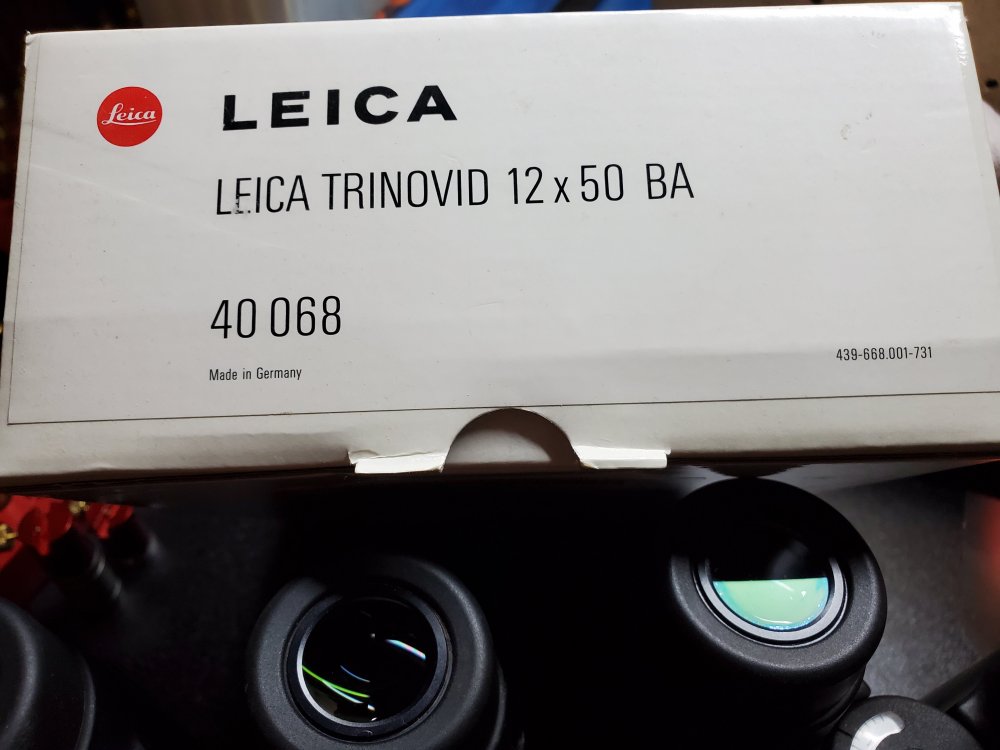 Leica
LEICA
LEICA TRINOVID 12 x 50 BA
40 068
Made in Germany
439-668.001-731